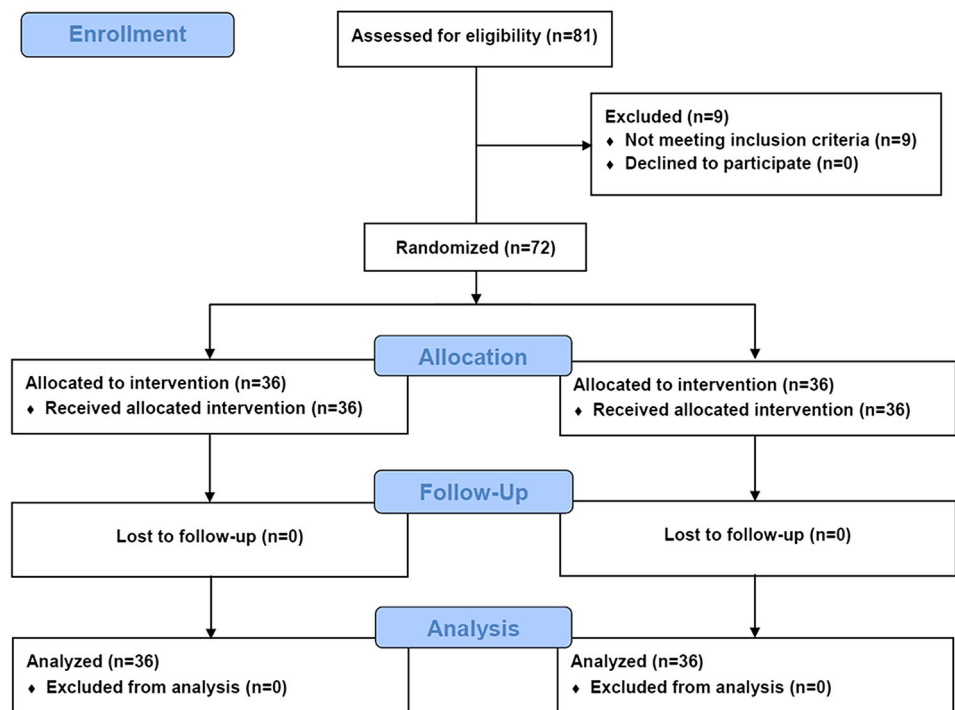 Enrollment
Assessed for eligibility (n=81)
Excluded (n=9)
♦ Not meeting inclusion criteria (n=9)
♦ Declined to participate (n=0)
Randomized (n=72)
Allocation
Allocated to intervention (n=36)
♦ Received allocated intervention (n=36)
Allocated to intervention (n=36)
♦ Received allocated intervention (n=36)
Follow-Up
Lost to follow-up (n=0)
Lost to follow-up (n=0)
Analysis
Analyzed (n=36)
♦ Excluded from analysis (n=0)
Analyzed (n=36)
♦ Excluded from analysis (n=0)